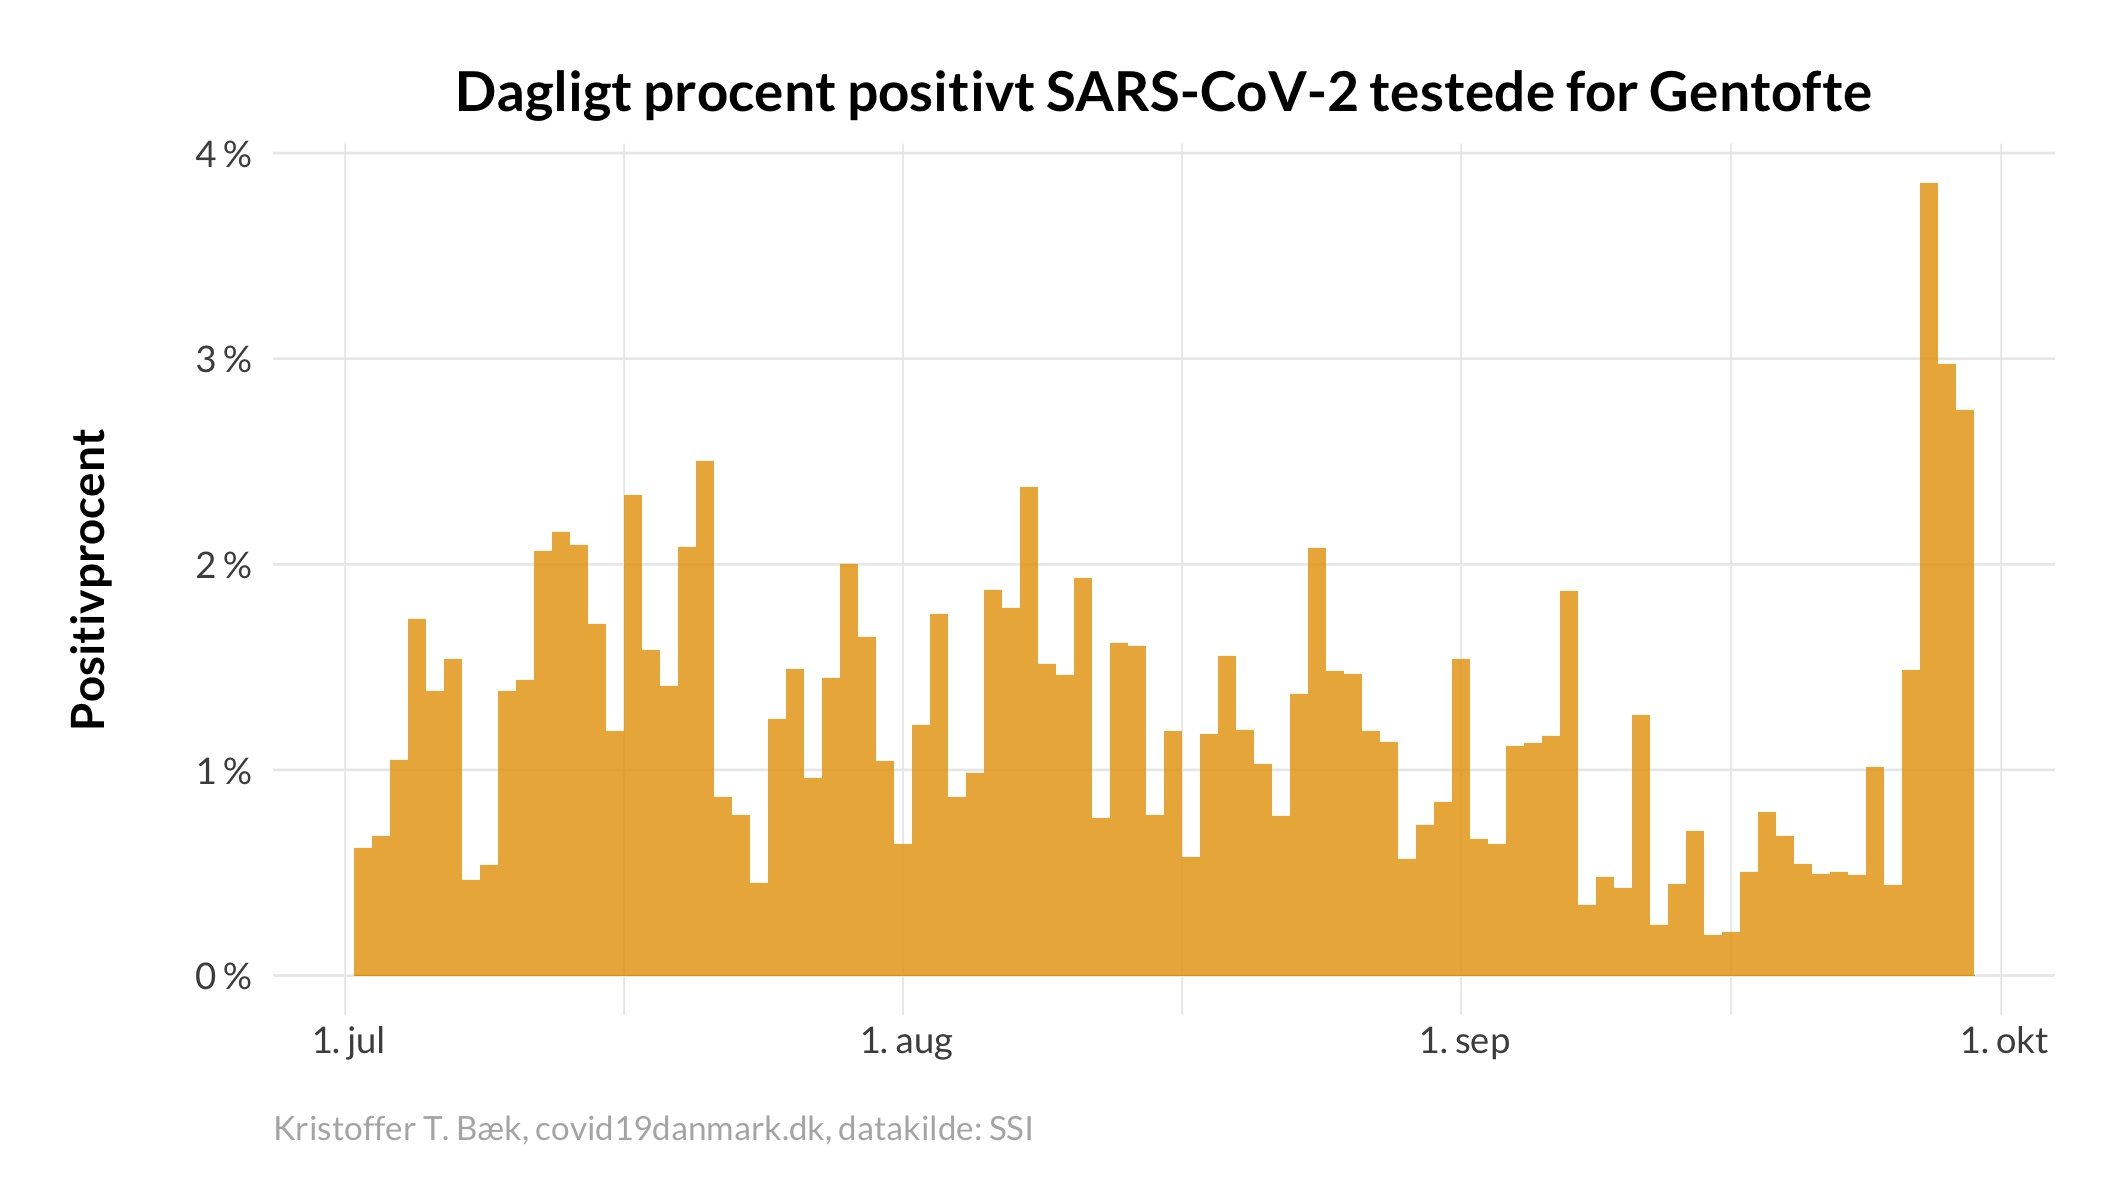 Dagligt procent positivt SARS-CoV-2 testede for Gentofte
4 %
3 %
2 %
1 %
0 %
Positivprocent
1. jul
1. aug
1. sep
1. okt
Kristoffer T. Bæk, covid19danmark.dk, datakilde: SSI